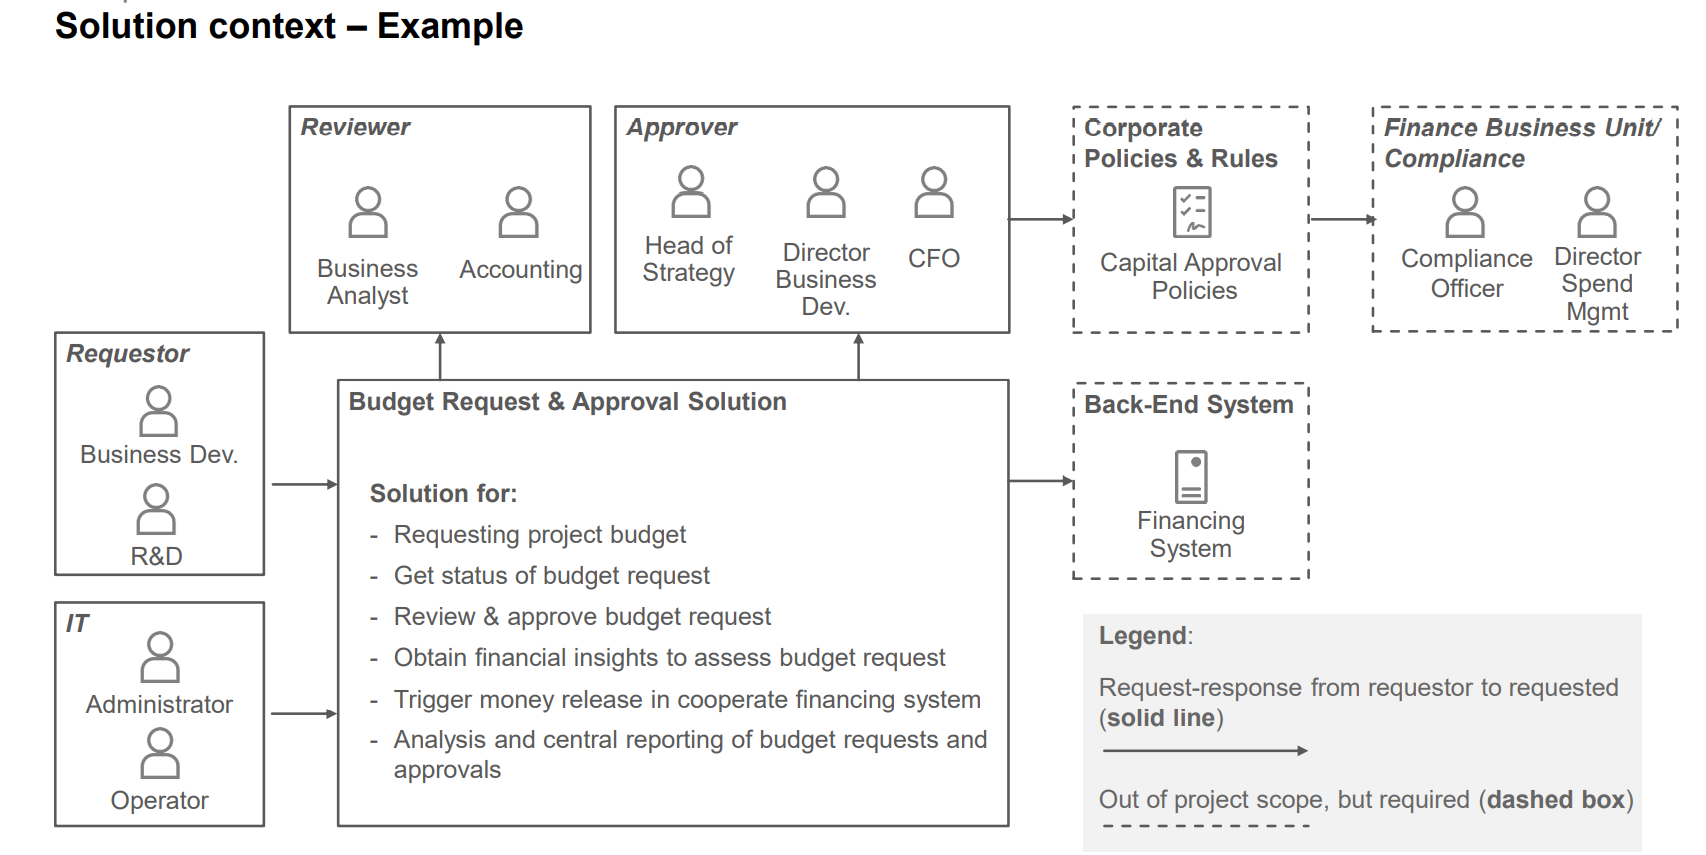 Solution context – Example
Reviewer
Business
Analyst
Accounting
Approver
Head of
Strategy
Director
Business
Dev.
CFO
Corporate
Policies & Rules
Capital Approval
Policies
Finance Business Unit/
Compliance
Compliance
Officer
Director
Spend
Mgmt
Requestor
Business Dev.
R&D
IT
Administrator
Operator
Budget Request & Approval Solution
Solution for:
- Requesting project budget
- Get status of budget request
- Review & approve budget request
- Obtain financial insights to assess budget request
- Trigger money release in cooperate financing system
- Analysis and central reporting of budget requests and
approvals
Back-End System
Financing
System
Legend:
Request-response from requestor to requested
(solid line)
Out of project scope, but required (dashed box)